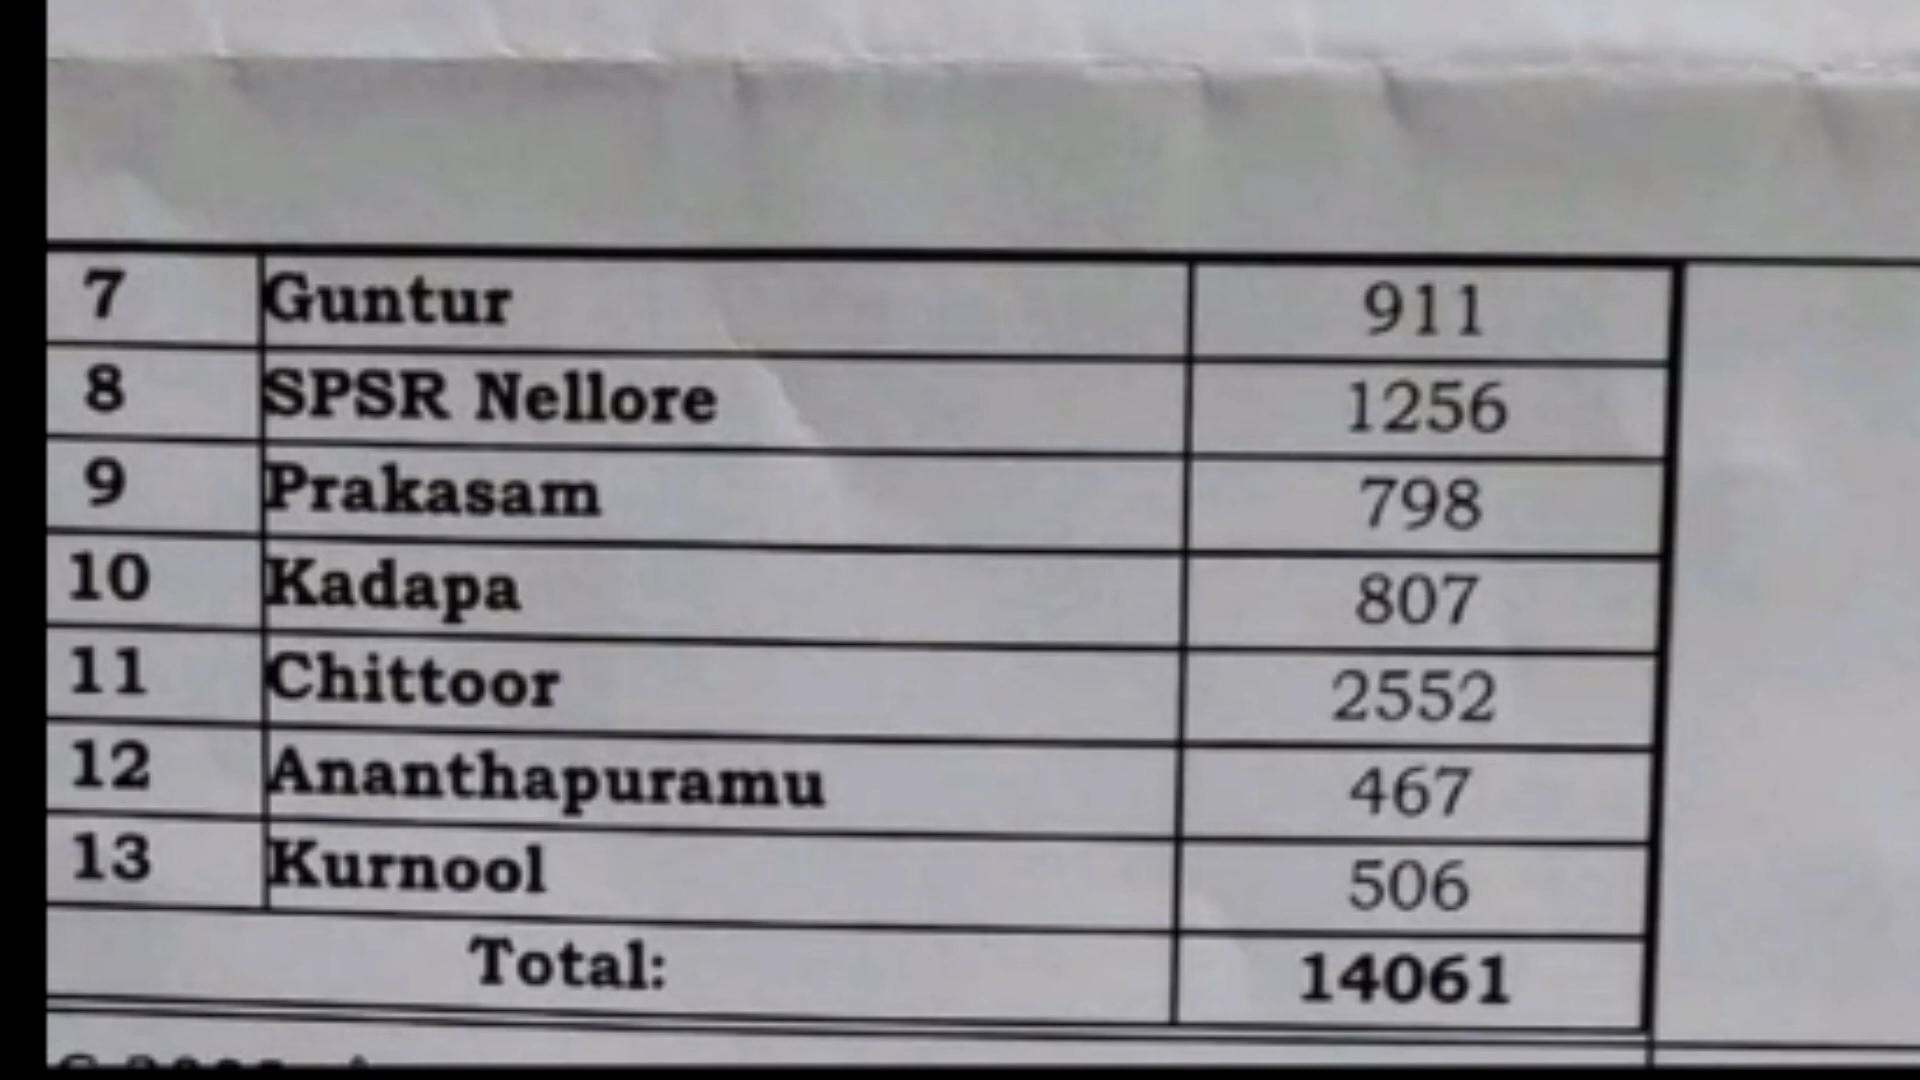 7 Guntur 911
8 SPSR Nellore 1256
9 Prakasam 798
10 Kadapa 807
11 Chittoor 2552
12 Ananthapuramu 467
13 Kurnool 506
Total: 14061